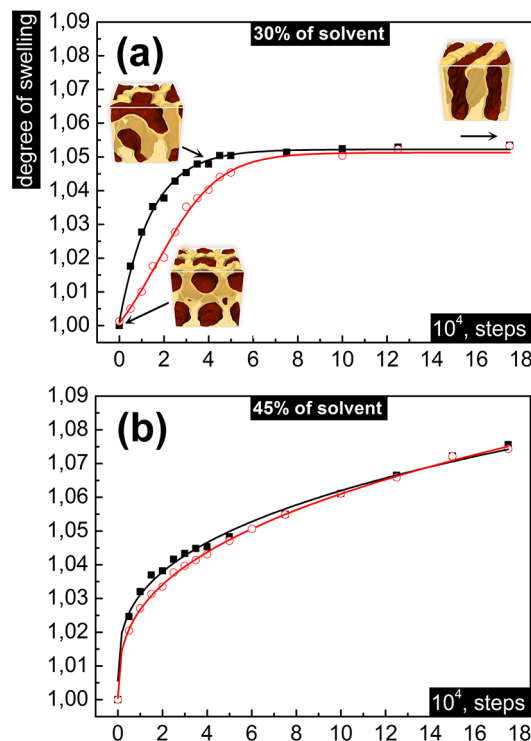 degree of swelling
1,09
1,08
1,07
1,06
1,05
1,04
1,03
1,02
1,01
1,00
(a)
30% of solvent
10⁴, steps
0 2 4 6 8 10 12 14 16 18
1,09
1,08
1,07
1,06
1,05
1,04
1,03
1,02
1,01
1,00
(b)
45% of solvent
10⁴, steps
0 2 4 6 8 10 12 14 16 18